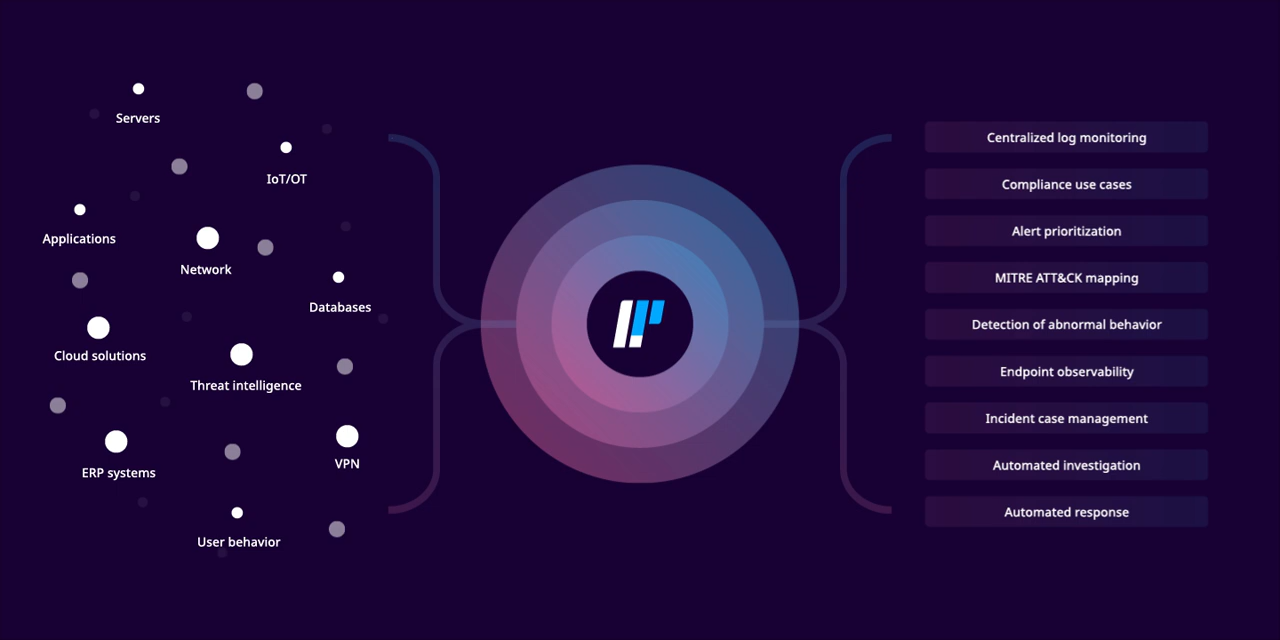 Servers
IoT/OT
Applications
Network
Databases
Cloud solutions
Threat intelligence
ERP systems
VPN
User behavior
Centralized log monitoring
Compliance use cases
Alert prioritization
MITRE ATT&CK mapping
Detection of abnormal behavior
Endpoint observability
Incident case management
Automated investigation
Automated response